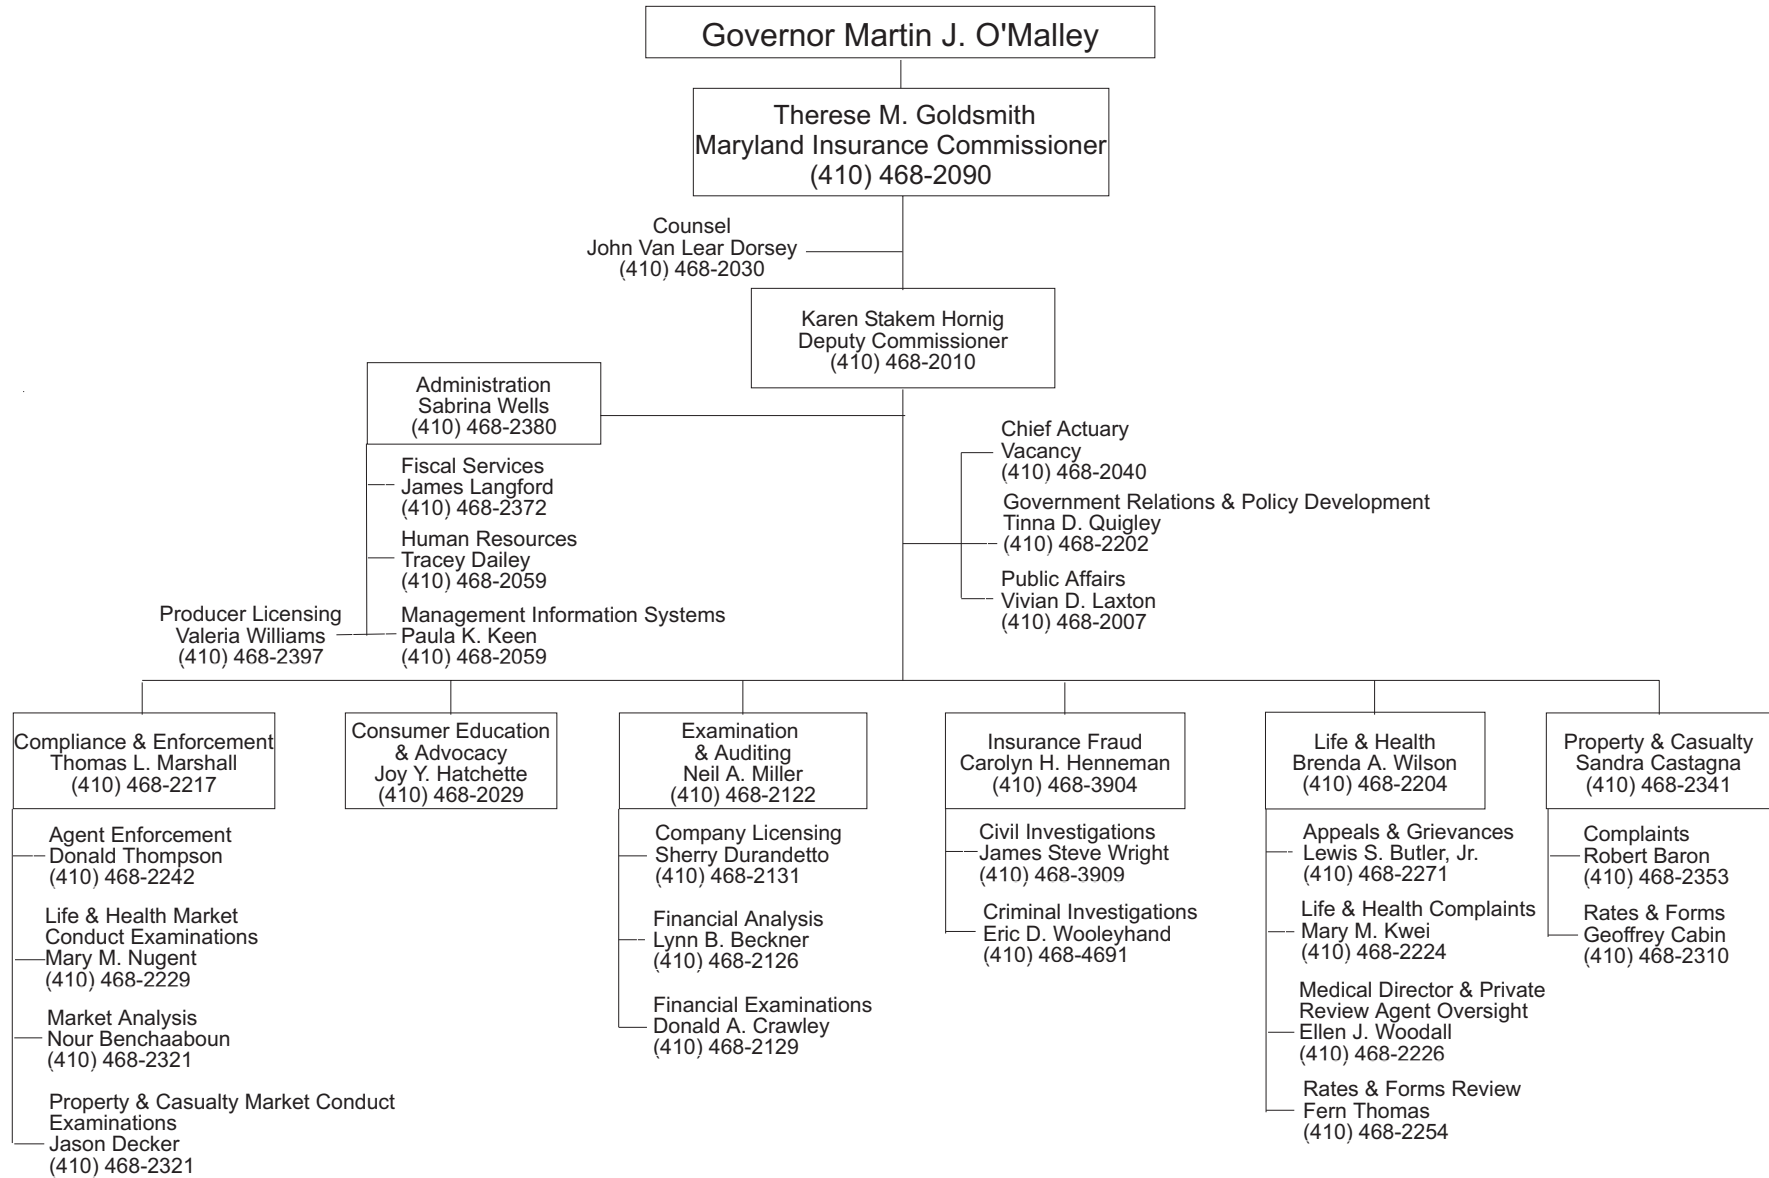 Governor Martin J. O'Malley
Therese M. Goldsmith
Maryland Insurance Commissioner
(410) 468-2090
Counsel
John Van Lear Dorsey
(410) 468-2030
Karen Stakem Hornig
Deputy Commissioner
(410) 468-2010
Administration
Sabrina Wells
(410) 468-2380
Fiscal Services
James Langford
(410) 468-2372
Human Resources
Tracey Dailey
(410) 468-2059
Producer Licensing
Valeria Williams
(410) 468-2397
Management Information Systems
Paula K. Keen
(410) 468-2059
Chief Actuary
Vacancy
(410) 468-2040
Government Relations & Policy Development
Tinna D. Quigley
(410) 468-2202
Public Affairs
Vivian D. Laxton
(410) 468-2007
Compliance & Enforcement
Thomas L. Marshall
(410) 468-2217
Agent Enforcement
Donald Thompson
(410) 468-2242
Life & Health Market
Conduct Examinations
Mary M. Nugent
(410) 468-2229
Market Analysis
Nour Benchaaboun
(410) 468-2321
Property & Casualty Market Conduct
Examinations
Jason Decker
(410) 468-2321
Consumer Education
& Advocacy
Joy Y. Hatchette
(410) 468-2029
Examination
& Auditing
Neil A. Miller
(410) 468-2122
Company Licensing
Sherry Durandetto
(410) 468-2131
Financial Analysis
Lynn B. Beckner
(410) 468-2126
Financial Examinations
Donald A. Crawley
(410) 468-2129
Insurance Fraud
Carolyn H. Henneman
(410) 468-3904
Civil Investigations
James Steve Wright
(410) 468-3909
Criminal Investigations
Eric D. Wooleyhand
(410) 468-4691
Life & Health
Brenda A. Wilson
(410) 468-2204
Appeals & Grievances
Lewis S. Butler, Jr.
(410) 468-2271
Life & Health Complaints
Mary M. Kwei
(410) 468-2224
Medical Director & Private
Review Agent Oversight
Ellen J. Woodall
(410) 468-2226
Rates & Forms Review
Fern Thomas
(410) 468-2254
Property & Casualty
Sandra Castagna
(410) 468-2341
Complaints
Robert Baron
(410) 468-2353
Rates & Forms
Geoffrey Cabin
(410) 468-2310